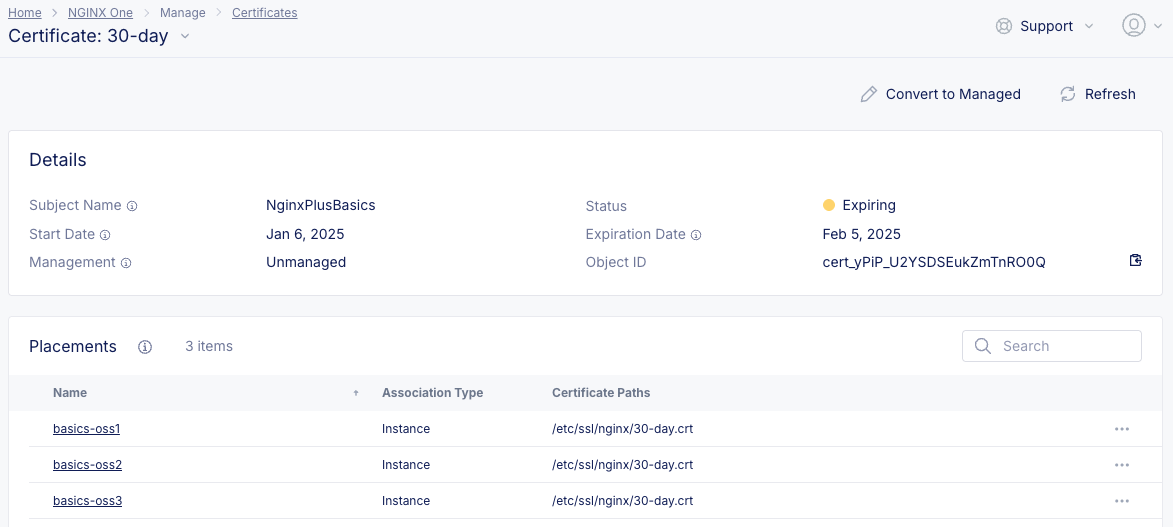 Home > NGINX One > Manage > Certificates
Certificate: 30-day
Support
Convert to Managed
Refresh
Details
Subject Name NginxPlusBasics Status Expiring
Start Date Jan 6, 2025 Expiration Date Feb 5, 2025
Management Unmanaged Object ID cert_yPiP_U2YSDSEukZmTnRO0Q
Placements 3 items Search
Name Association Type Certificate Paths
basics-oss1 Instance /etc/ssl/nginx/30-day.crt
basics-oss2 Instance /etc/ssl/nginx/30-day.crt
basics-oss3 Instance /etc/ssl/nginx/30-day.crt